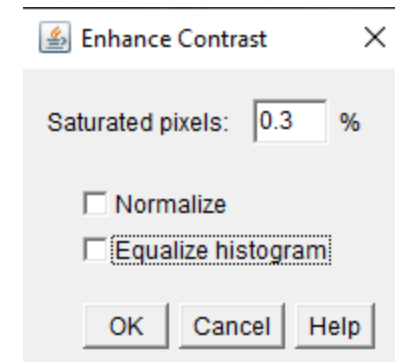 Enhance Contrast
Saturated pixels: 0.3 %
Normalize
Equalize histogram
OK Cancel Help